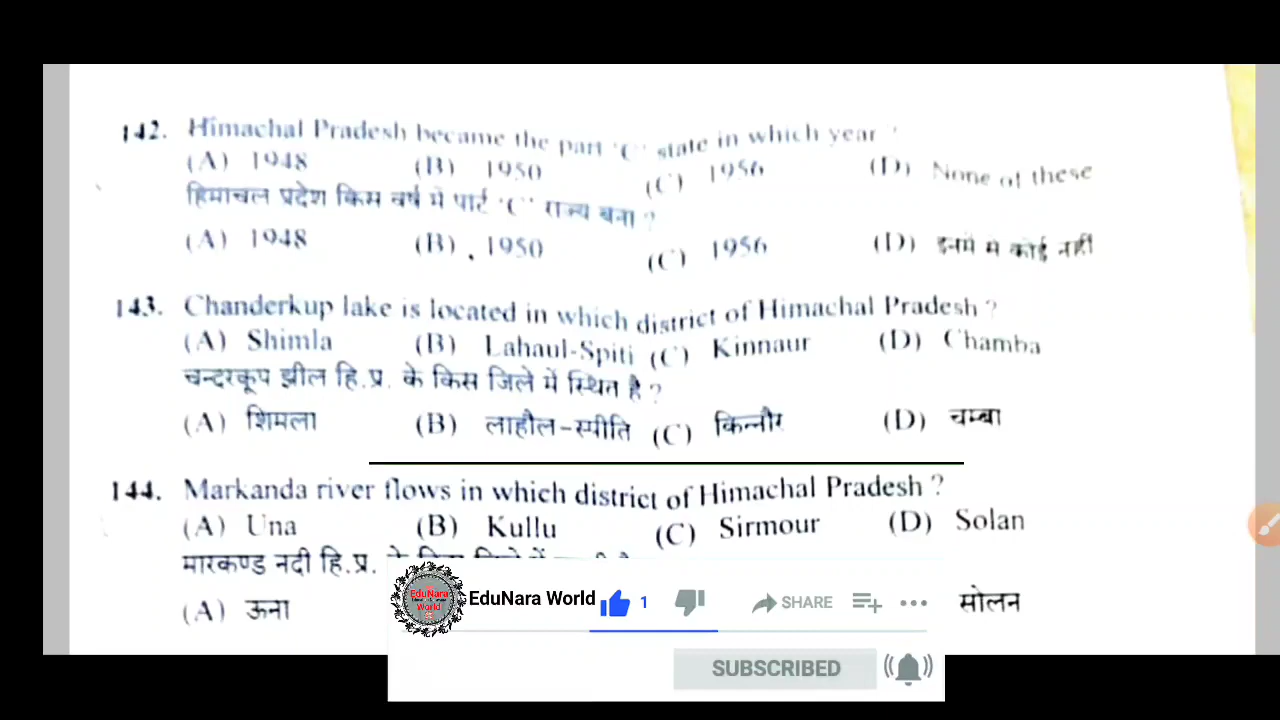 142. Himachal Pradesh became the part 'C' state in which year ?
(A) 1948 (B) 1950 (C) 1956 (D) None of these
हिमाचल प्रदेश किस वर्ष में पार्ट 'C' राज्य बना ?
(A) 1948 (B) 1950 (C) 1956 (D) इनमें से कोई नहीं
143. Chanderkup lake is located in which district of Himachal Pradesh ?
(A) Shimla (B) Lahaul-Spiti (C) Kinnaur (D) Chamba
चन्दरकूप झील हि.प्र. के किस जिले में स्थित है ?
(A) शिमला (B) लाहौल-स्पीति (C) किन्नौर (D) चम्बा
144. Markanda river flows in which district of Himachal Pradesh ?
(A) Una (B) Kullu (C) Sirmour (D) Solan
मारकण्ड नदी हि.प्र.
(A) ऊना सोलन
EduNara World
EduNara World 1 SHARE
SUBSCRIBED